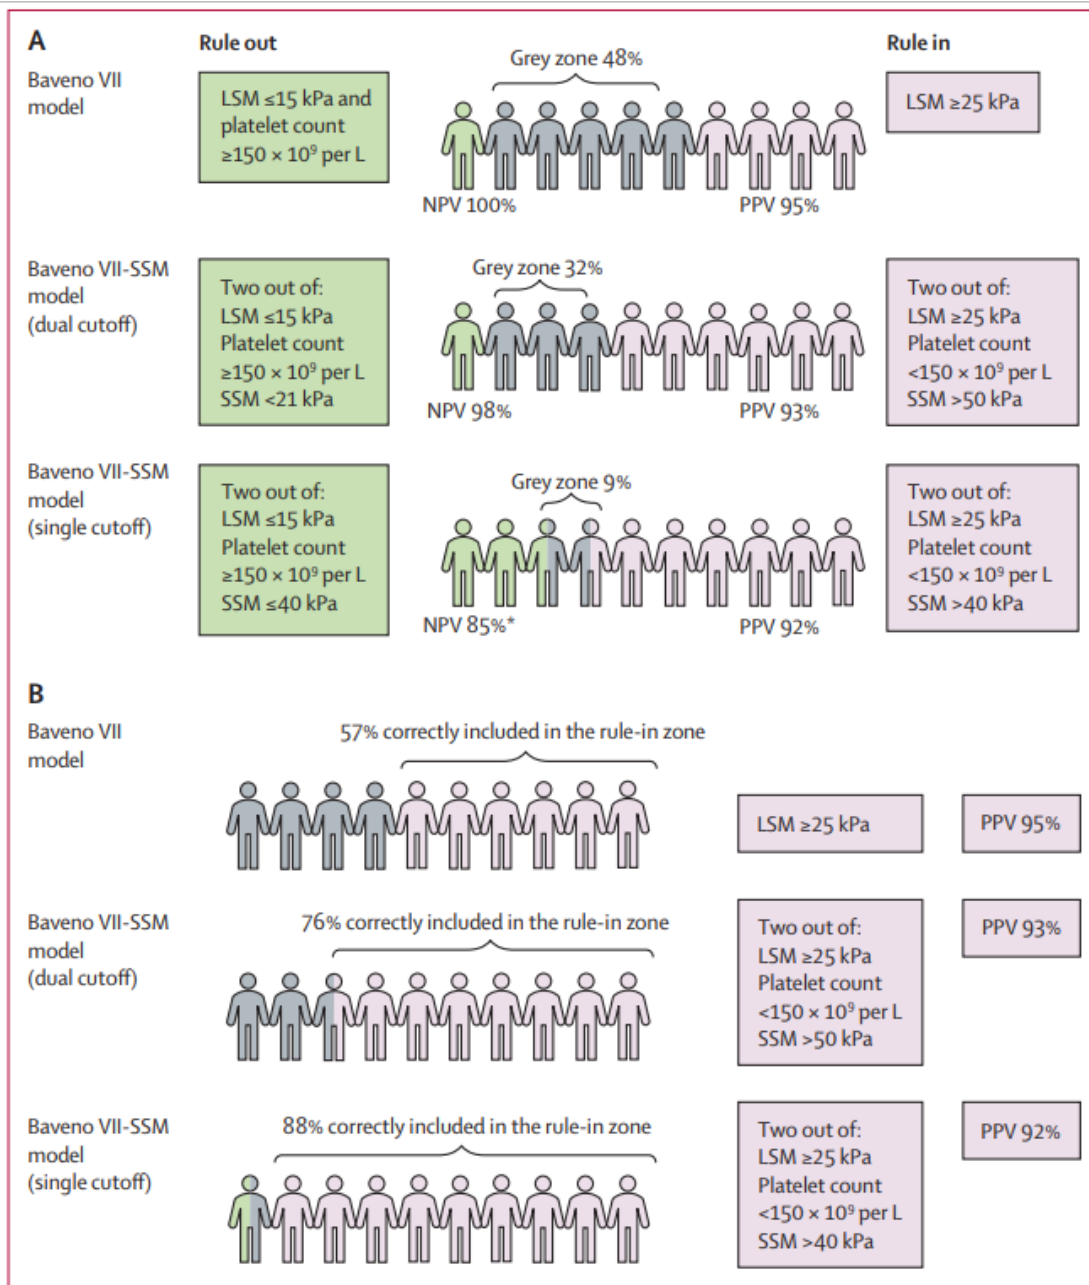 A
Rule out
Rule in
Baveno VII
model
LSM ≤15 kPa and
platelet count
≥150 × 10⁹ per L
Grey zone 48%
NPV 100%
PPV 95%
LSM ≥25 kPa
Baveno VII-SSM
model
(dual cutoff)
Two out of:
LSM ≤15 kPa
Platelet count
≥150 × 10⁹ per L
SSM <21 kPa
Grey zone 32%
NPV 98%
PPV 93%
Two out of:
LSM ≥25 kPa
Platelet count
<150 × 10⁹ per L
SSM >50 kPa
Baveno VII-SSM
model
(single cutoff)
Two out of:
LSM ≤15 kPa
Platelet count
≥150 × 10⁹ per L
SSM ≤40 kPa
Grey zone 9%
NPV 85%*
PPV 92%
Two out of:
LSM ≥25 kPa
Platelet count
<150 × 10⁹ per L
SSM >40 kPa
B
Baveno VII
model
57% correctly included in the rule-in zone
LSM ≥25 kPa
PPV 95%
Baveno VII-SSM
model
(dual cutoff)
76% correctly included in the rule-in zone
Two out of:
LSM ≥25 kPa
Platelet count
<150 × 10⁹ per L
SSM >50 kPa
PPV 93%
Baveno VII-SSM
model
(single cutoff)
88% correctly included in the rule-in zone
Two out of:
LSM ≥25 kPa
Platelet count
<150 × 10⁹ per L
SSM >40 kPa
PPV 92%